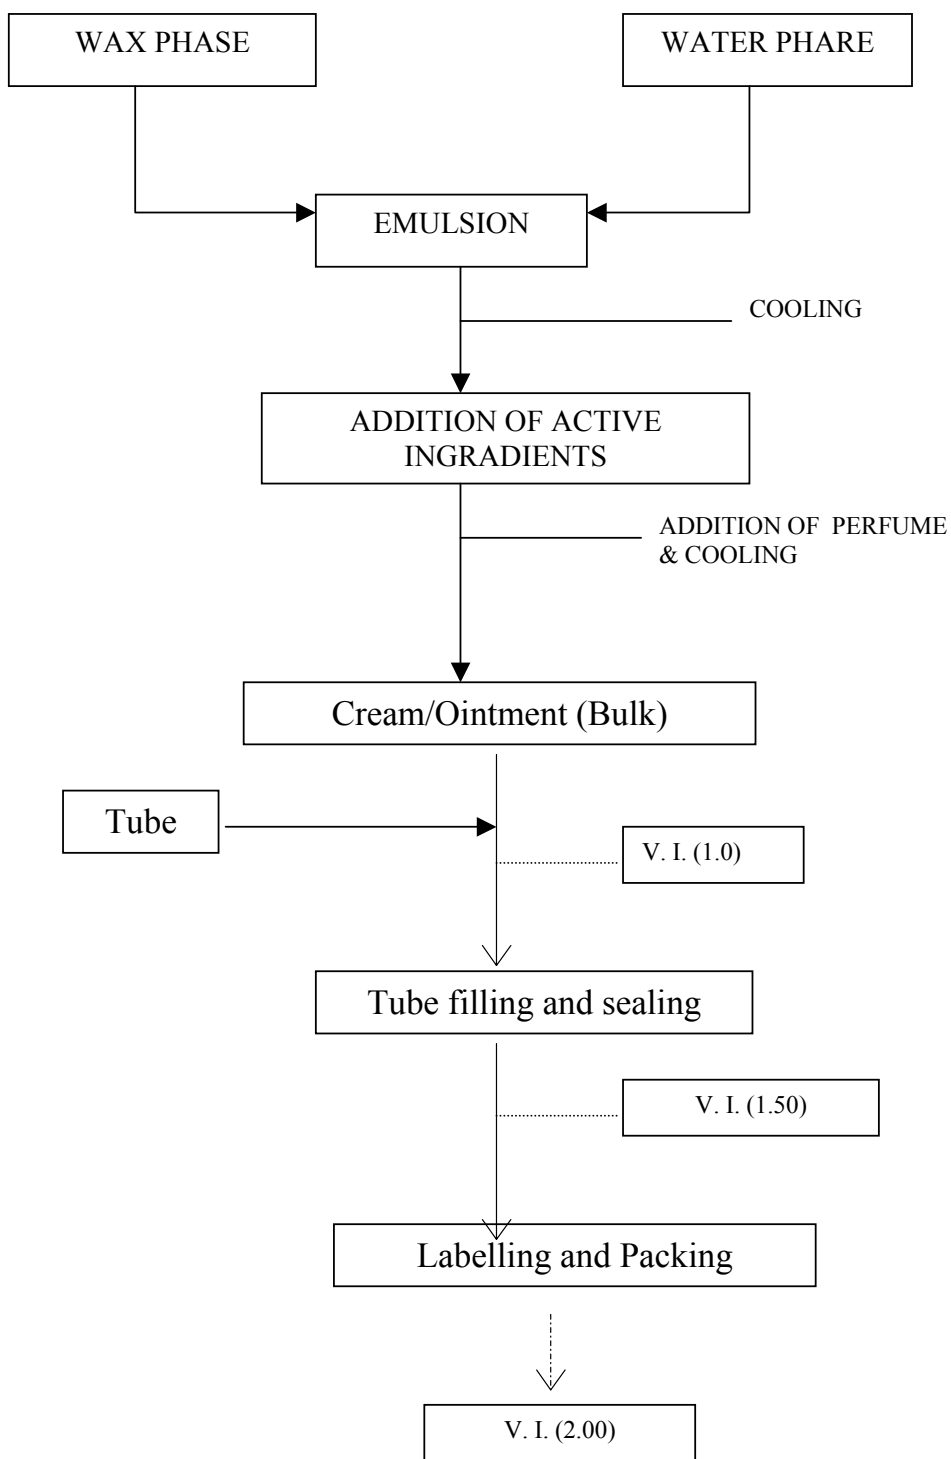 WAX PHASE
WATER PHARE
EMULSION
COOLING
ADDITION OF ACTIVE
INGRADIENTS
ADDITION OF PERFUME
& COOLING
Cream/Ointment (Bulk)
Tube
V. I. (1.0)
Tube filling and sealing
V. I. (1.50)
Labelling and Packing
V. I. (2.00)